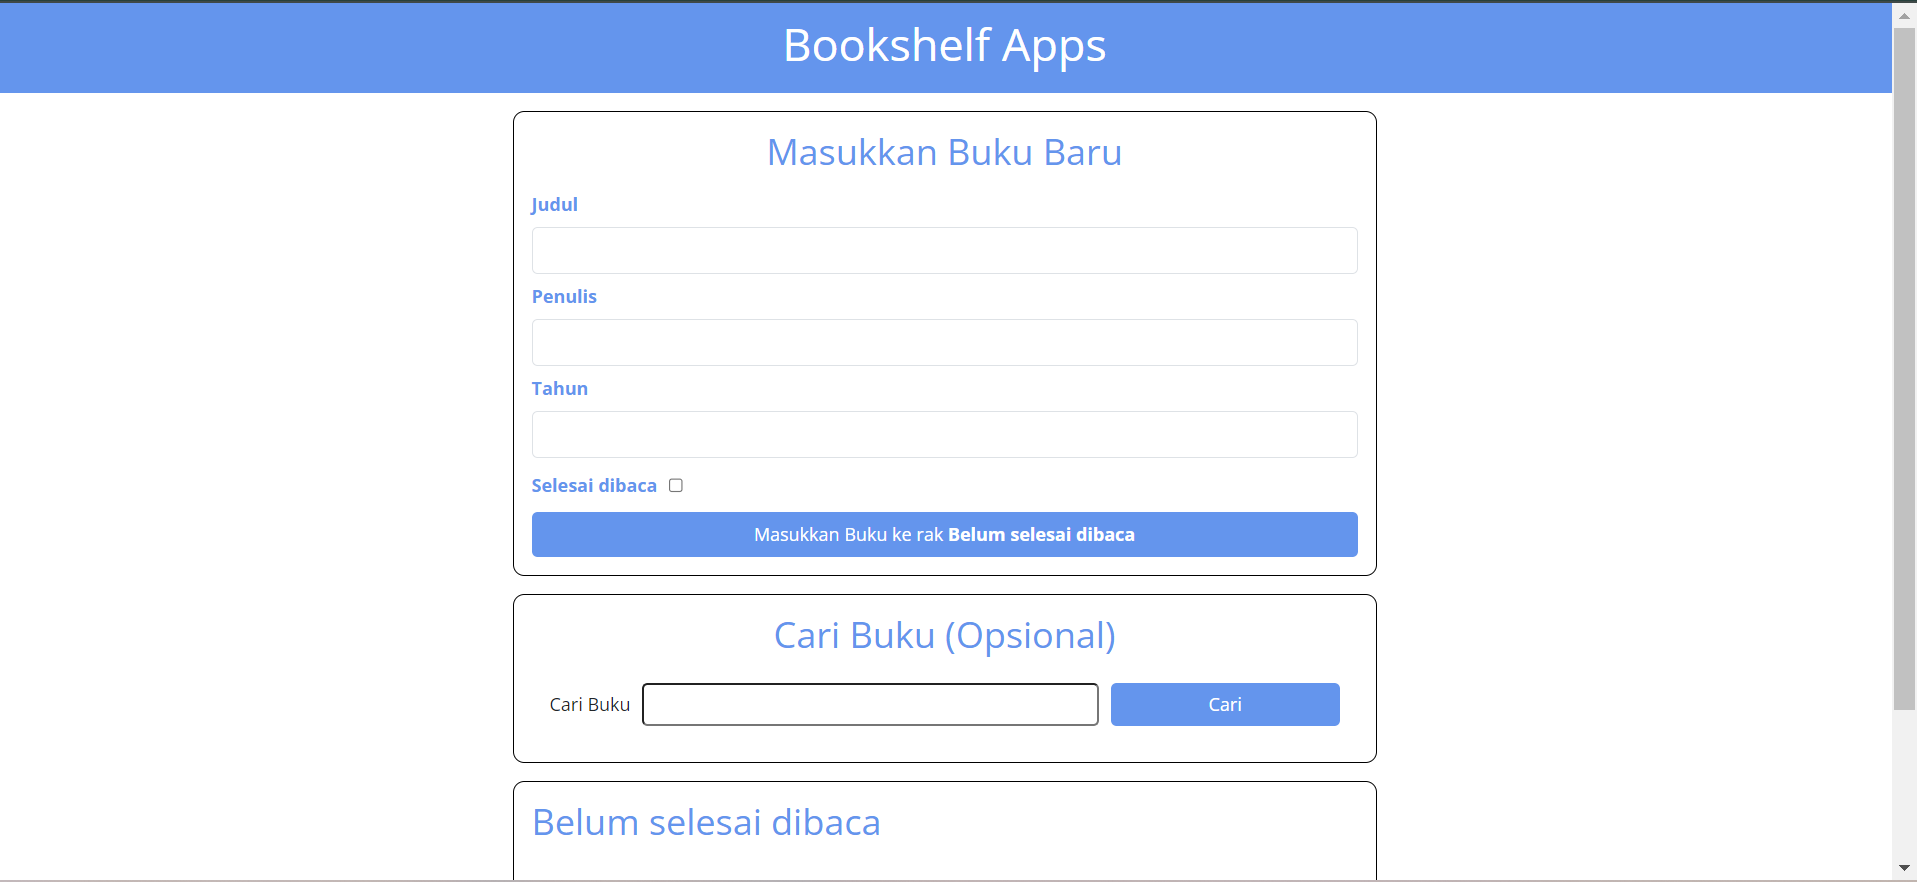 Bookshelf Apps
Masukkan Buku Baru
Judul
Penulis
Tahun
Selesai dibaca
Masukkan Buku ke rak Belum selesai dibaca
Cari Buku (Opsional)
Cari Buku
Cari
Belum selesai dibaca